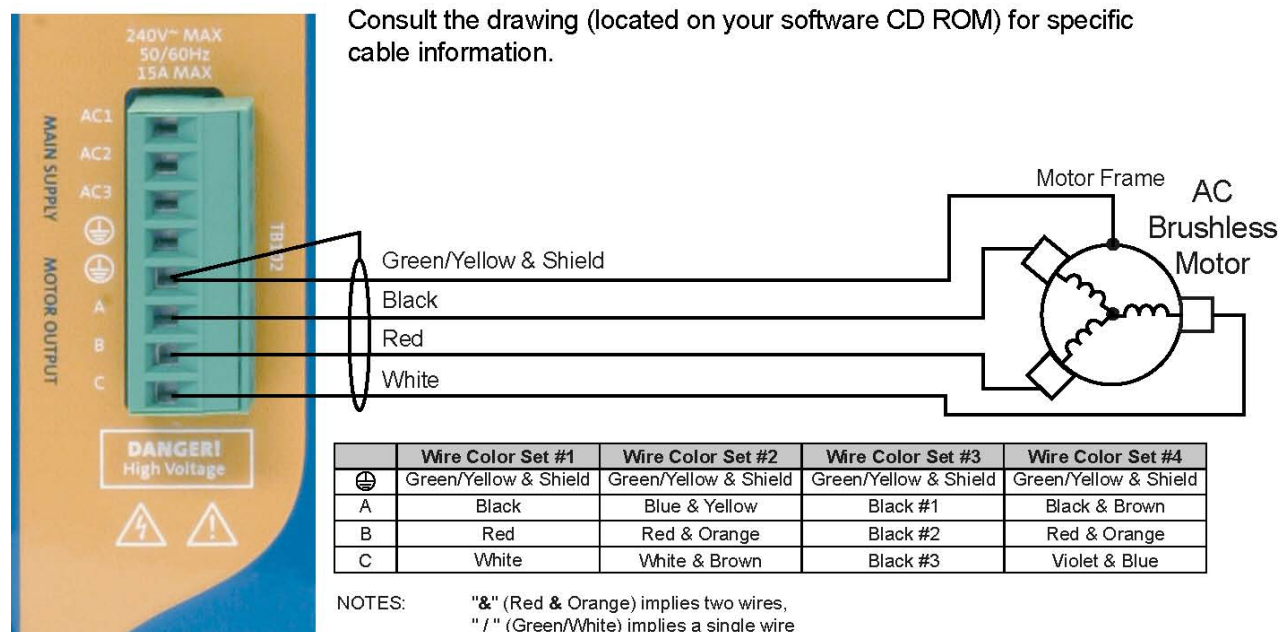 Consult the drawing (located on your software CD ROM) for specific
cable information.
240V~ MAX
50/60Hz
15A MAX
MAIN SUPPLY
AC1
AC2
AC3
MOTOR OUTPUT
A
B
C
DANGER!
High Voltage
Green/Yellow & Shield
Black
Red
White
Motor Frame
AC
Brushless
Motor
Wire Color Set #1 Wire Color Set #2 Wire Color Set #3 Wire Color Set #4
Green/Yellow & Shield Green/Yellow & Shield Green/Yellow & Shield Green/Yellow & Shield
A Black Blue & Yellow Black #1 Black & Brown
B Red Red & Orange Black #2 Red & Orange
C White White & Brown Black #3 Violet & Blue
NOTES: "&" (Red & Orange) implies two wires,
" / " (Green/White) implies a single wire